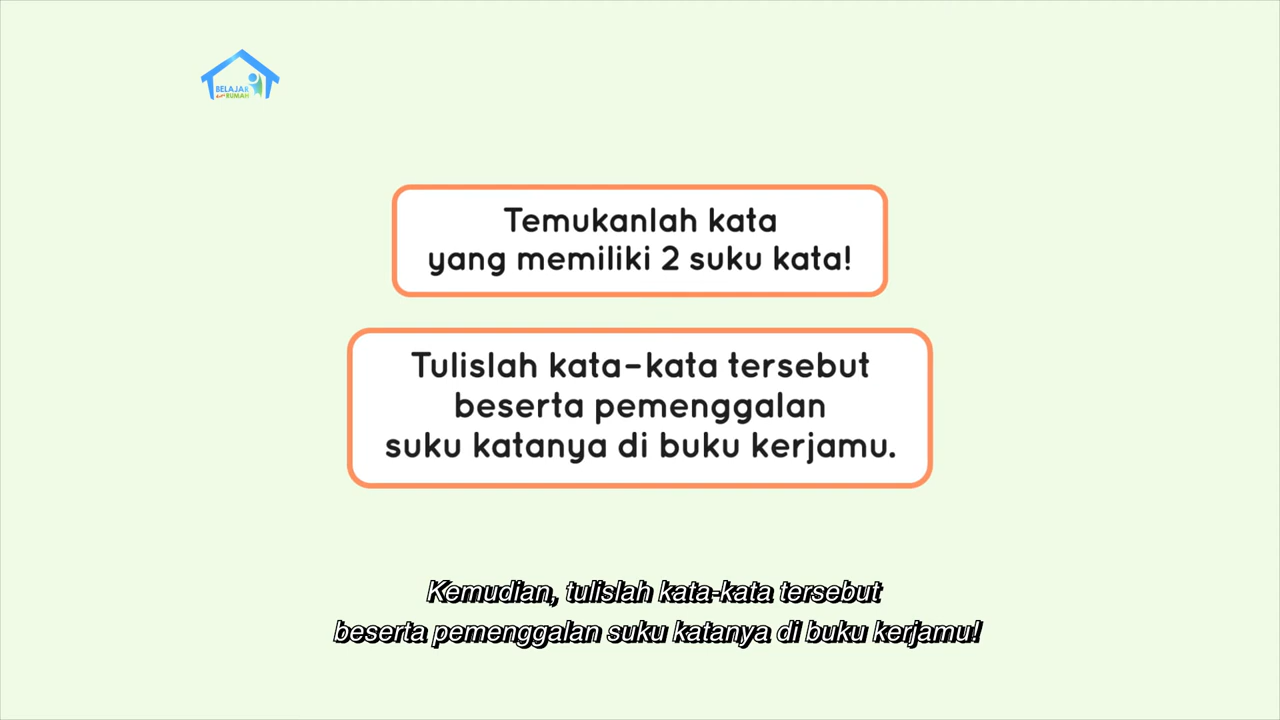 BELAJAR
dari RUMAH
Temukanlah kata
yang memiliki 2 suku kata!
Tulislah kata-kata tersebut
beserta pemenggalan
suku katanya di buku kerjamu.
Kemudian, tulislah kata-kata tersebut
beserta pemenggalan suku katanya di buku kerjamu!